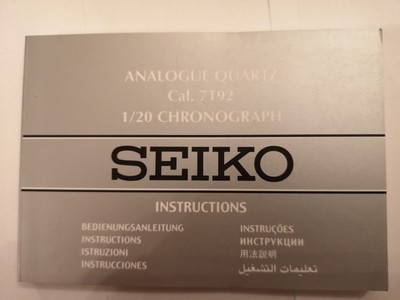 ANALOGUE QUARTZ
Cal. 7T92
1/20 CHRONOGRAPH
SEIKO
INSTRUCTIONS
BEDIENUNGSANLEITUNG
INSTRUCTIONS
ISTRUZIONI
INSTRUCCIONES
INSTRUÇÕES
ИНСТРУКЦИИ
用法說明
تعليمات التشغيل